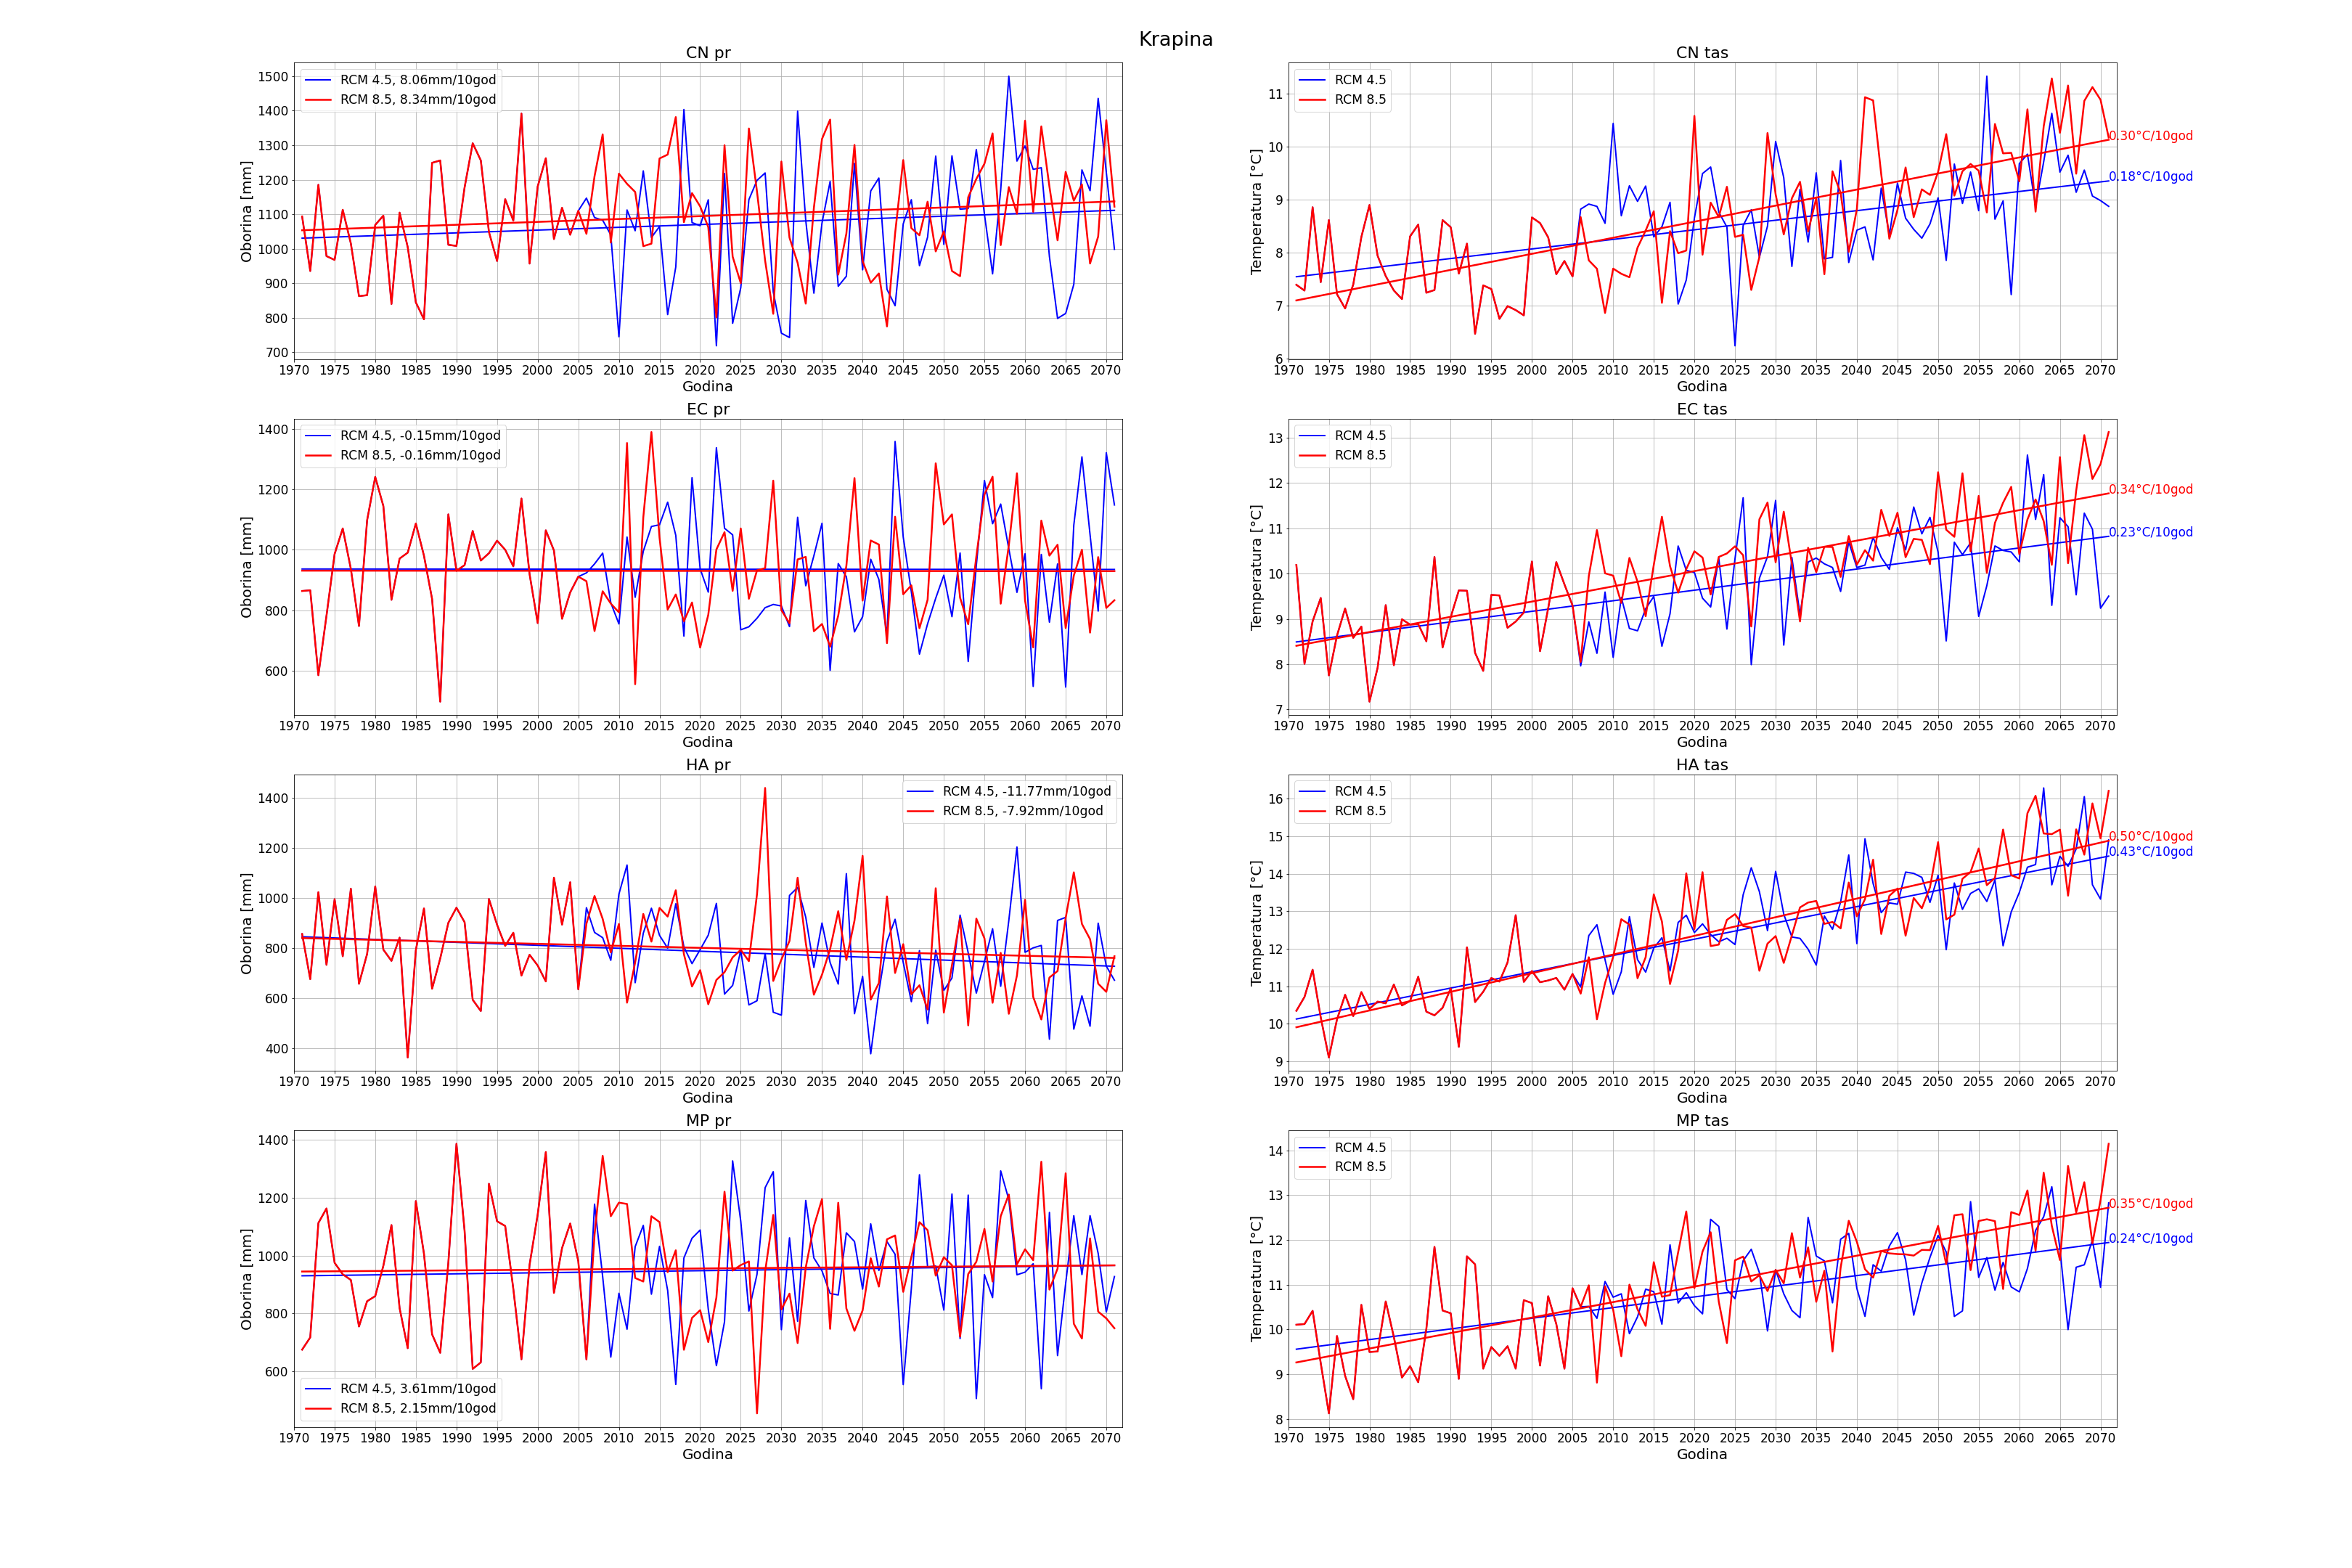 Krapina
CN pr
RCM 4.5, 8.06mm/10god
RCM 8.5, 8.34mm/10god
Oborina [mm]
1500
1400
1300
1200
1100
1000
900
800
700
1970 1975 1980 1985 1990 1995 2000 2005 2010 2015 2020 2025 2030 2035 2040 2045 2050 2055 2060 2065 2070
Godina
CN tas
RCM 4.5
RCM 8.5
Temperatura [°C]
11
10
9
8
7
6
0.30°C/10god
0.18°C/10god
1970 1975 1980 1985 1990 1995 2000 2005 2010 2015 2020 2025 2030 2035 2040 2045 2050 2055 2060 2065 2070
Godina
EC pr
RCM 4.5, -0.15mm/10god
RCM 8.5, -0.16mm/10god
Oborina [mm]
1400
1200
1000
800
600
1970 1975 1980 1985 1990 1995 2000 2005 2010 2015 2020 2025 2030 2035 2040 2045 2050 2055 2060 2065 2070
Godina
EC tas
RCM 4.5
RCM 8.5
Temperatura [°C]
13
12
11
10
9
8
7
0.34°C/10god
0.23°C/10god
1970 1975 1980 1985 1990 1995 2000 2005 2010 2015 2020 2025 2030 2035 2040 2045 2050 2055 2060 2065 2070
Godina
HA pr
RCM 4.5, -11.77mm/10god
RCM 8.5, -7.92mm/10god
Oborina [mm]
1400
1200
1000
800
600
400
1970 1975 1980 1985 1990 1995 2000 2005 2010 2015 2020 2025 2030 2035 2040 2045 2050 2055 2060 2065 2070
Godina
HA tas
RCM 4.5
RCM 8.5
Temperatura [°C]
16
15
14
13
12
11
10
9
0.50°C/10god
0.43°C/10god
1970 1975 1980 1985 1990 1995 2000 2005 2010 2015 2020 2025 2030 2035 2040 2045 2050 2055 2060 2065 2070
Godina
MP pr
Oborina [mm]
1400
1200
1000
800
600
RCM 4.5, 3.61mm/10god
RCM 8.5, 2.15mm/10god
1970 1975 1980 1985 1990 1995 2000 2005 2010 2015 2020 2025 2030 2035 2040 2045 2050 2055 2060 2065 2070
Godina
MP tas
RCM 4.5
RCM 8.5
Temperatura [°C]
14
13
12
11
10
9
8
0.35°C/10god
0.24°C/10god
1970 1975 1980 1985 1990 1995 2000 2005 2010 2015 2020 2025 2030 2035 2040 2045 2050 2055 2060 2065 2070
Godina